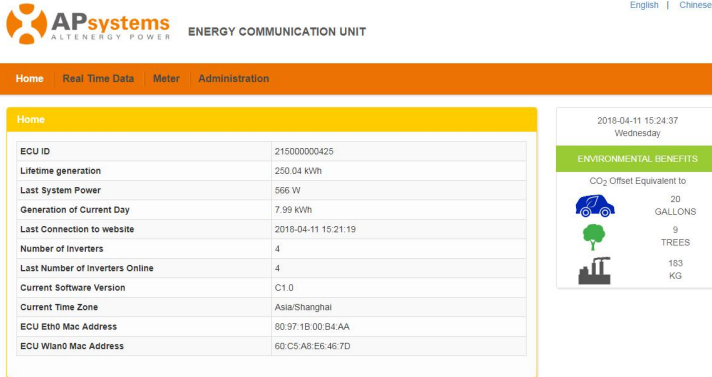 English | Chinese
APsystems
ALTENERGY POWER
ENERGY COMMUNICATION UNIT
Home Real Time Data Meter Administration
Home
ECU ID 215000000425
Lifetime generation 250.04 kWh
Last System Power 566 W
Generation of Current Day 7.99 kWh
Last Connection to website 2018-04-11 15:21:19
Number of Inverters 4
Last Number of Inverters Online 4
Current Software Version C1.0
Current Time Zone Asia/Shanghai
ECU Eth0 Mac Address 80:97:1B:00:B4:AA
ECU Wlan0 Mac Address 60:C5:A8:E6:46:7D
2018-04-11 15:24:37
Wednesday
ENVIRONMENTAL BENEFITS
CO2 Offset Equivalent to
20
GALLONS
9
TREES
183
KG